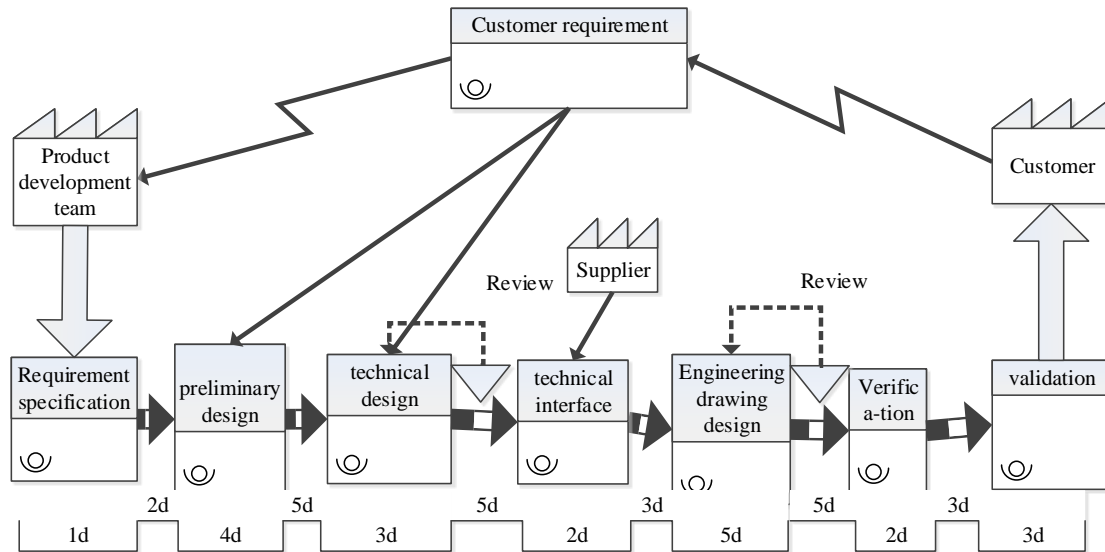 Customer requirement
Product
development
team
Customer
Supplier
Review
Review
Requirement
specification
preliminary
design
technical
design
technical
interface
Engineering
drawing
design
Verific
a-tion
validation
2d
5d
5d
3d
5d
3d
1d
4d
3d
2d
5d
2d
3d